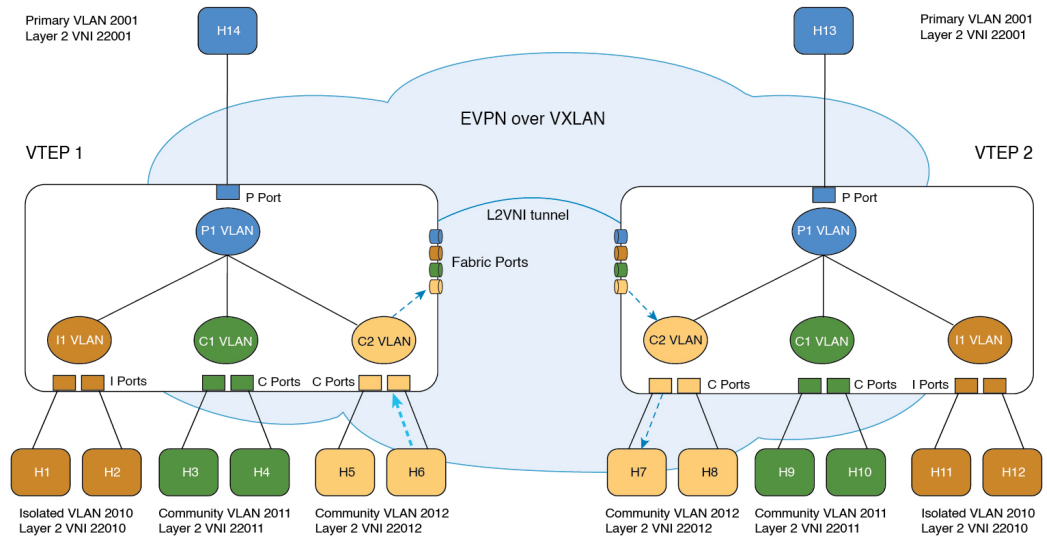 Primary VLAN 2001
Layer 2 VNI 22001
H14
H13
Primary VLAN 2001
Layer 2 VNI 22001
EVPN over VXLAN
VTEP 1
VTEP 2
P Port
P Port
L2VNI tunnel
P1 VLAN
P1 VLAN
Fabric Ports
I1 VLAN
C1 VLAN
C2 VLAN
C2 VLAN
C1 VLAN
I1 VLAN
I Ports
C Ports
C Ports
C Ports
C Ports
I Ports
H1
H2
H3
H4
H5
H6
H7
H8
H9
H10
H11
H12
Isolated VLAN 2010
Layer 2 VNI 22010
Community VLAN 2011
Layer 2 VNI 22011
Community VLAN 2012
Layer 2 VNI 22012
Community VLAN 2012
Layer 2 VNI 22012
Community VLAN 2011
Layer 2 VNI 22011
Isolated VLAN 2010
Layer 2 VNI 22010